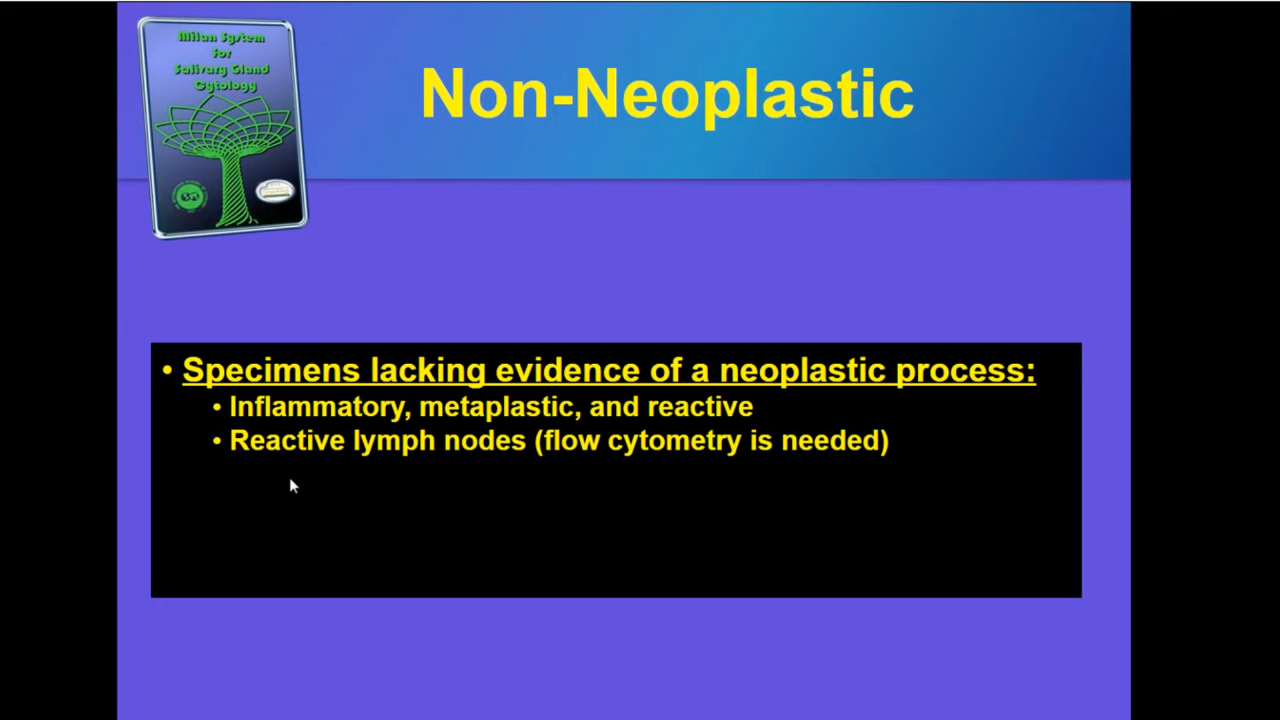 Milan System
for
Salivary Gland
Cytology
Non-Neoplastic
• Specimens lacking evidence of a neoplastic process:
• Inflammatory, metaplastic, and reactive
• Reactive lymph nodes (flow cytometry is needed)